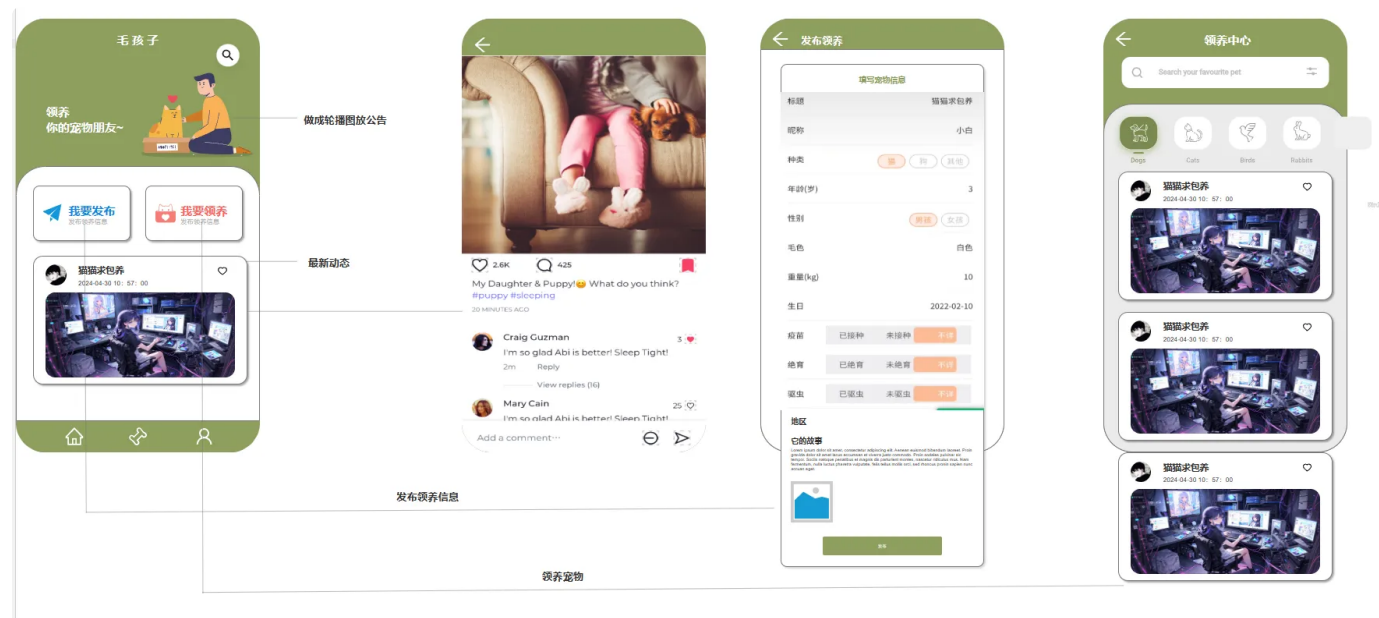 毛孩子
领养
你的宠物朋友~
做成轮播图放公告
我要发布
发布领养信息
我要领养
发布领养信息
最新动态
猫猫求包养
2024-04-30 10：57：00
2.6K
425
My Daughter & Puppy!😊 What do you think?
#puppy #sleeping
20 MINUTES AGO
Craig Guzman
3
I'm so glad Abi is better! Sleep Tight!
2m
Reply
View replies (16)
Mary Cain
25
I'm so glad Abi is better! Sleep Tight!
Add a comment···
发布领养
填写宠物信息
标题
猫猫求包养
昵称
小白
种类
猫
狗
其他
年龄(岁)
3
性别
男孩
女孩
毛色
白色
重量(kg)
10
生日
2022-02-10
疫苗
已接种
未接种
不详
绝育
已绝育
未绝育
不详
驱虫
已驱虫
未驱虫
不详
地区
它的故事
领养中心
Search your favourite pet
Dogs
Cats
Birds
Rabbits
猫猫求包养
2024-04-30 10：57：00
猫猫求包养
2024-04-30 10：57：00
猫猫求包养
2024-04-30 10：57：00
发布领养信息
领养宠物